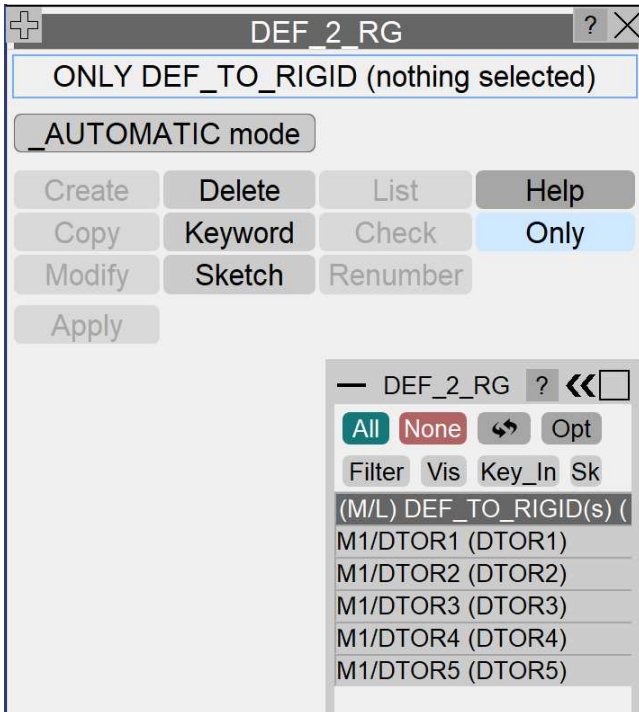 DEF_2_RG ?
ONLY DEF_TO_RIGID (nothing selected)
_AUTOMATIC mode
Create Delete List Help
Copy Keyword Check Only
Modify Sketch Renumber
Apply
DEF_2_RG ?
All None Opt
Filter Vis Key_In Sk
(M/L) DEF_TO_RIGID(s) (
M1/DTOR1 (DTOR1)
M1/DTOR2 (DTOR2)
M1/DTOR3 (DTOR3)
M1/DTOR4 (DTOR4)
M1/DTOR5 (DTOR5)